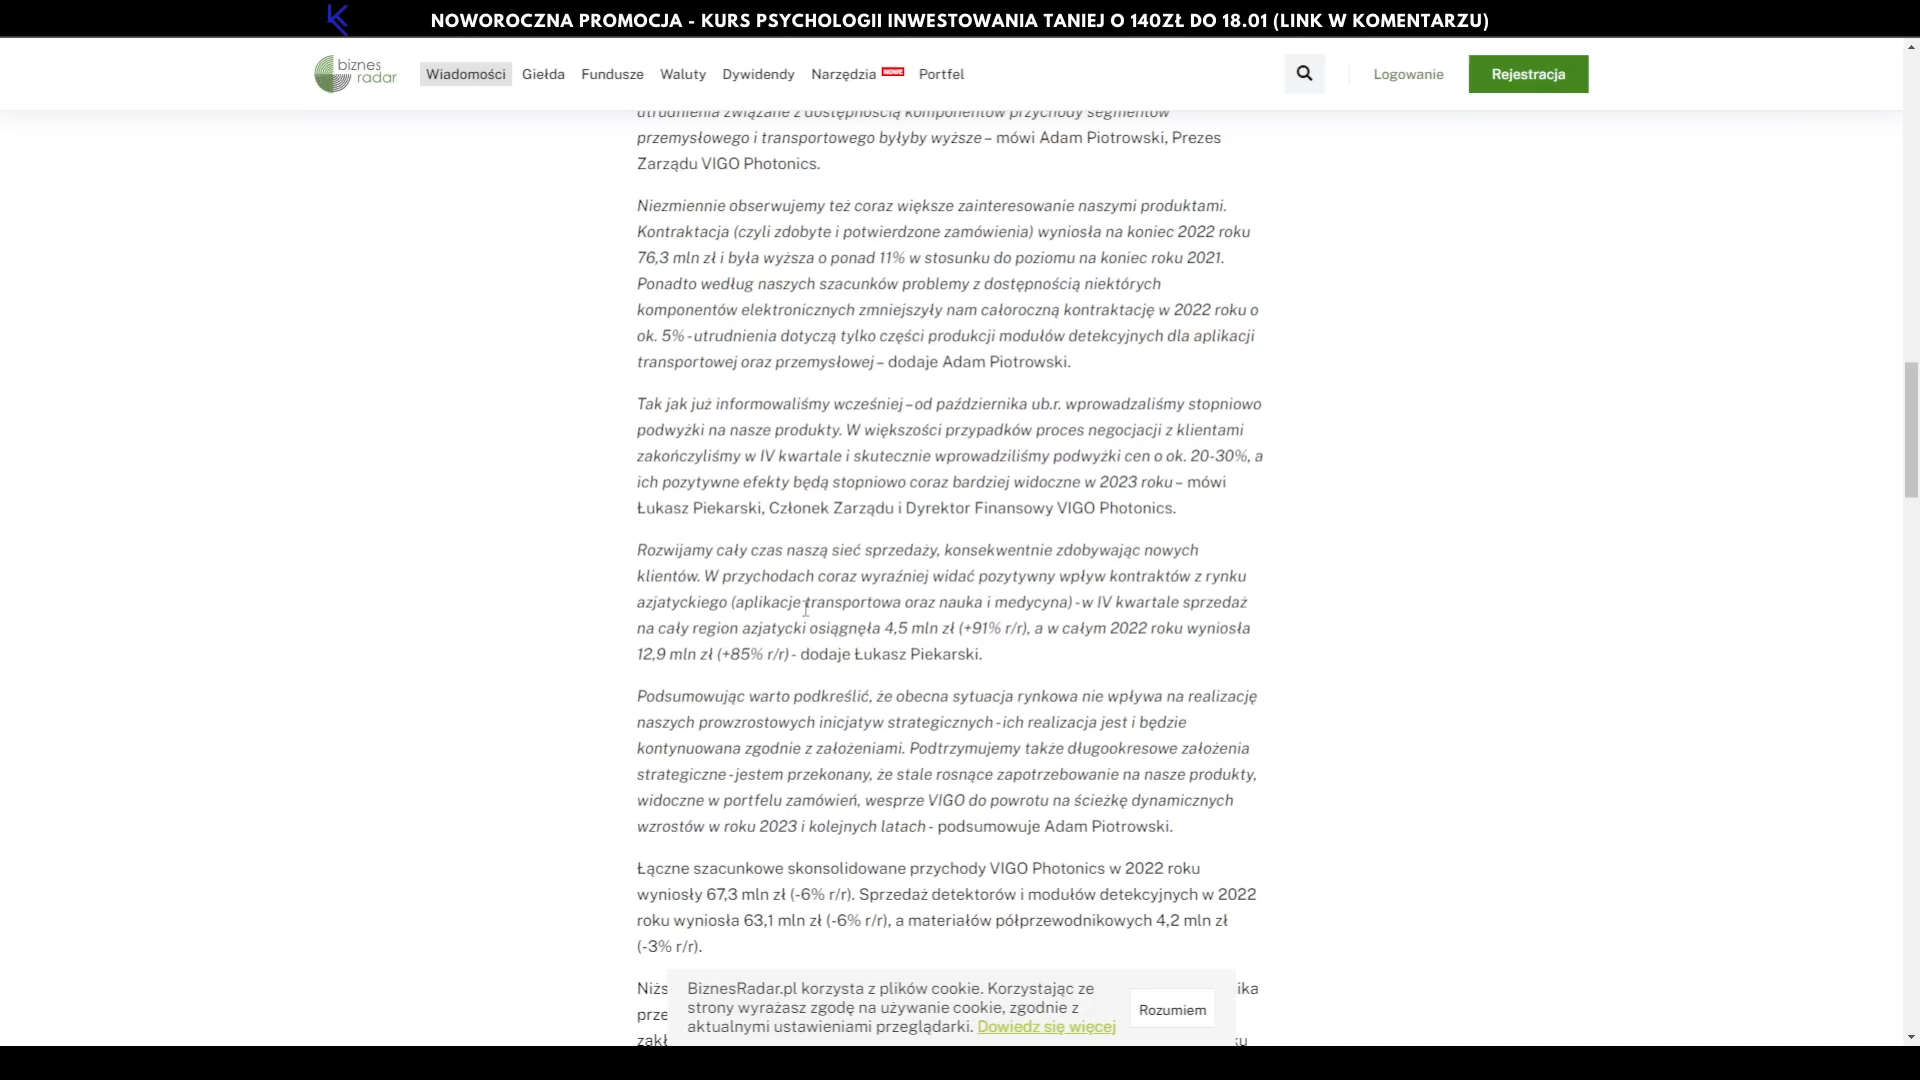 NOWOROCZNA PROMOCJA - KURS PSYCHOLOGII INWESTOWANIA TANIEJ O 140ZŁ DO 18.01 (LINK W KOMENTARZU)
biznes radar
Wiadomości Giełda Fundusze Waluty Dywidendy Narzędzia NOWE Portfel Logowanie Rejestracja
utrudnienia związane z dostępnością komponentów przychody segmentów
przemysłowego i transportowego byłyby wyższe – mówi Adam Piotrowski, Prezes
Zarządu VIGO Photonics.
Niezmiennie obserwujemy też coraz większe zainteresowanie naszymi produktami.
Kontraktacja (czyli zdobyte i potwierdzone zamówienia) wyniosła na koniec 2022 roku
76,3 mln zł i była wyższa o ponad 11% w stosunku do poziomu na koniec roku 2021.
Ponadto według naszych szacunków problemy z dostępnością niektórych
komponentów elektronicznych zmniejszyły nam całoroczną kontraktację w 2022 roku o
ok. 5% - utrudnienia dotyczą tylko części produkcji modułów detekcyjnych dla aplikacji
transportowej oraz przemysłowej – dodaje Adam Piotrowski.
Tak jak już informowaliśmy wcześniej – od października ub.r. wprowadzaliśmy stopniowo
podwyżki na nasze produkty. W większości przypadków proces negocjacji z klientami
zakończyliśmy w IV kwartale i skutecznie wprowadziliśmy podwyżki cen o ok. 20-30%, a
ich pozytywne efekty będą stopniowo coraz bardziej widoczne w 2023 roku – mówi
Łukasz Piekarski, Członek Zarządu i Dyrektor Finansowy VIGO Photonics.
Rozwijamy cały czas naszą sieć sprzedaży, konsekwentnie zdobywając nowych
klientów. W przychodach coraz wyraźniej widać pozytywny wpływ kontraktów z rynku
azjatyckiego (aplikacje transportowa oraz nauka i medycyna) - w IV kwartale sprzedaż
na cały region azjatycki osiągnęła 4,5 mln zł (+91% r/r), a w całym 2022 roku wyniosła
12,9 mln zł (+85% r/r) - dodaje Łukasz Piekarski.
Podsumowując warto podkreślić, że obecna sytuacja rynkowa nie wpływa na realizację
naszych prowzrostowych inicjatyw strategicznych - ich realizacja jest i będzie
kontynuowana zgodnie z założeniami. Podtrzymujemy także długookresowe założenia
strategiczne - jestem przekonany, że stale rosnące zapotrzebowanie na nasze produkty,
widoczne w portfelu zamówień, wesprze VIGO do powrotu na ścieżkę dynamicznych
wzrostów w roku 2023 i kolejnych latach - podsumowuje Adam Piotrowski.
Łączne szacunkowe skonsolidowane przychody VIGO Photonics w 2022 roku
wyniosły 67,3 mln zł (-6% r/r). Sprzedaż detektorów i modułów detekcyjnych w 2022
roku wyniosła 63,1 mln zł (-6% r/r), a materiałów półprzewodnikowych 4,2 mln zł
(-3% r/r).
BiznesRadar.pl korzysta z plików cookie. Korzystając ze
strony wyrażasz zgodę na używanie cookie, zgodnie z
aktualnymi ustawieniami przeglądarki. Dowiedz się więcej
Rozumiem